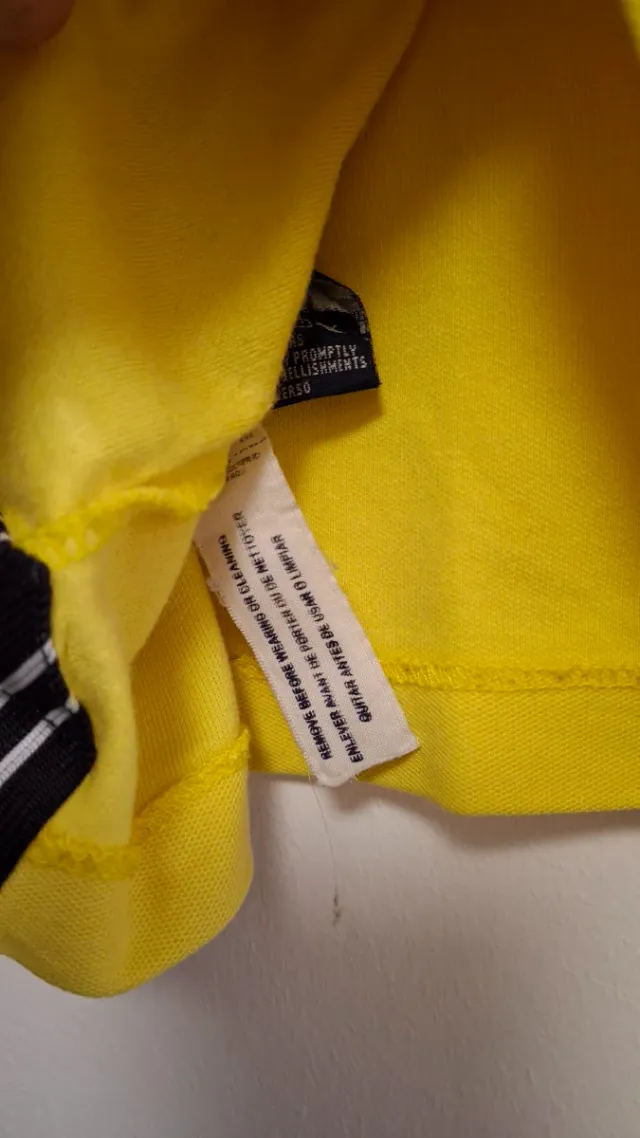 PROMPTLY
VERSO
REMOVE BEFORE WEARING OR CLEANING
ENLEVER AVANT DE PORTER OU DE NETTOYER
QUITAR ANTES DE USAR O LIMPIAR